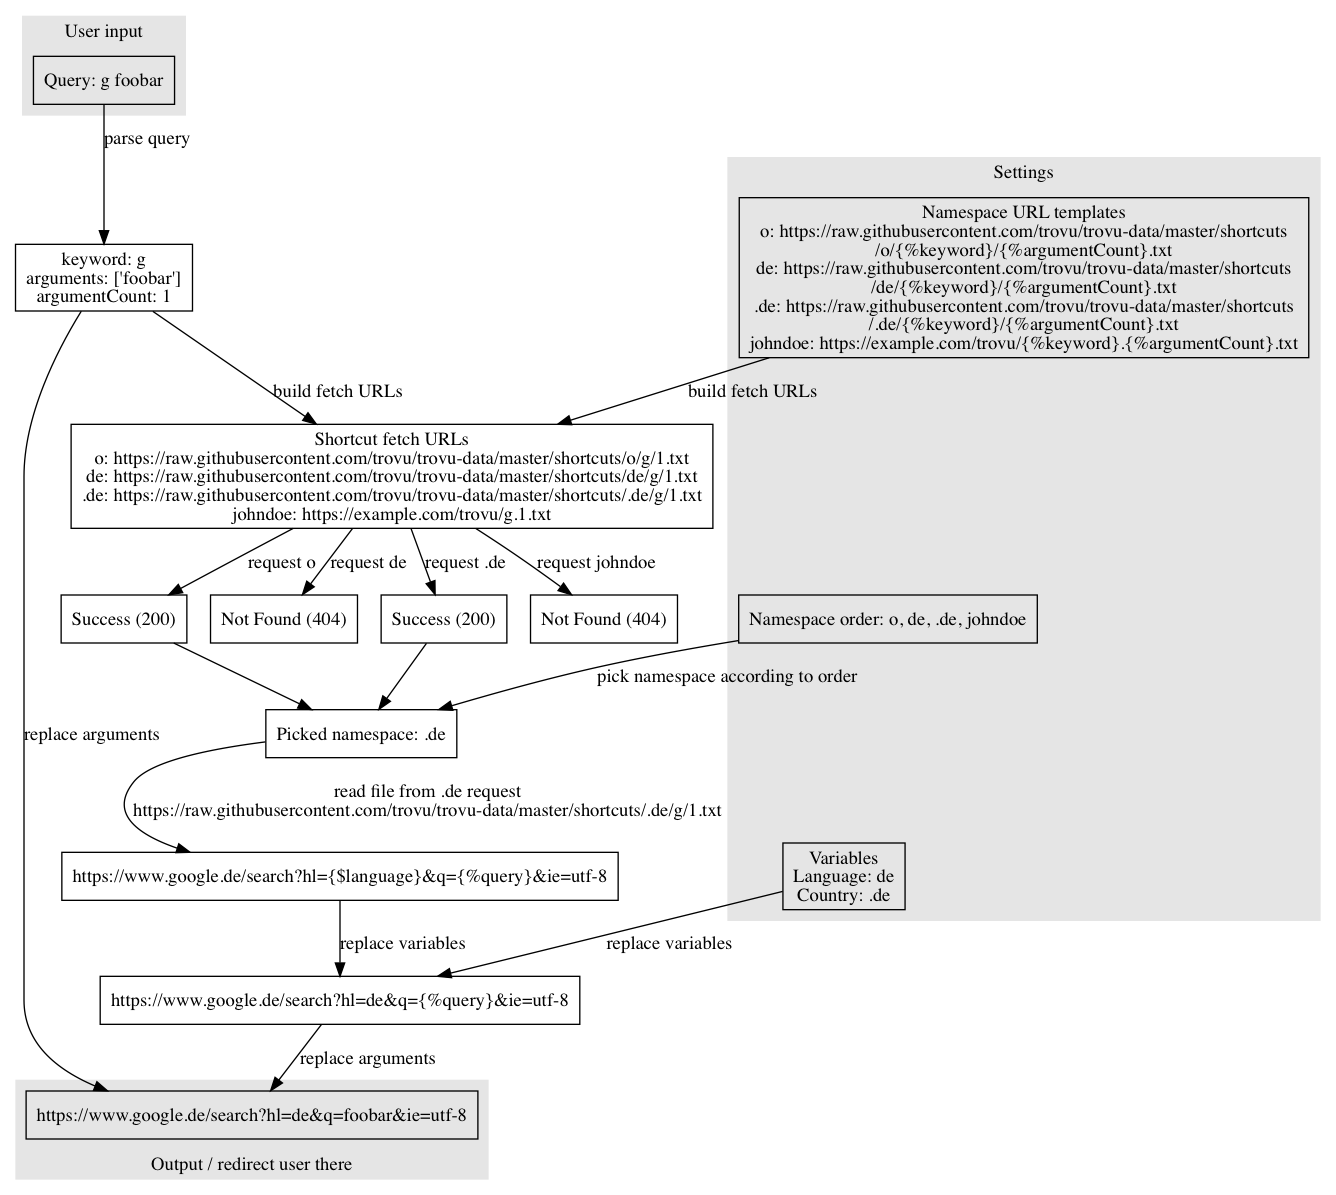 User input
Query: g foobar
parse query
Settings
Namespace URL templates
o: https://raw.githubusercontent.com/trovu/trovu-data/master/shortcuts
/o/{%keyword}/{%argumentCount}.txt
de: https://raw.githubusercontent.com/trovu/trovu-data/master/shortcuts
/de/{%keyword}/{%argumentCount}.txt
.de: https://raw.githubusercontent.com/trovu/trovu-data/master/shortcuts
/.de/{%keyword}/{%argumentCount}.txt
johndoe: https://example.com/trovu/{%keyword}.{%argumentCount}.txt
keyword: g
arguments: ['foobar']
argumentCount: 1
build fetch URLs
build fetch URLs
Shortcut fetch URLs
o: https://raw.githubusercontent.com/trovu/trovu-data/master/shortcuts/o/g/1.txt
de: https://raw.githubusercontent.com/trovu/trovu-data/master/shortcuts/de/g/1.txt
.de: https://raw.githubusercontent.com/trovu/trovu-data/master/shortcuts/.de/g/1.txt
johndoe: https://example.com/trovu/g.1.txt
request o
request de
request .de
request johndoe
Success (200)
Not Found (404)
Success (200)
Not Found (404)
Namespace order: o, de, .de, johndoe
pick namespace according to order
replace arguments
Picked namespace: .de
read file from .de request
https://raw.githubusercontent.com/trovu/trovu-data/master/shortcuts/.de/g/1.txt
https://www.google.de/search?hl={$language}&q={%query}&ie=utf-8
Variables
Language: de
Country: .de
replace variables
replace variables
https://www.google.de/search?hl=de&q={%query}&ie=utf-8
replace arguments
https://www.google.de/search?hl=de&q=foobar&ie=utf-8
Output / redirect user there